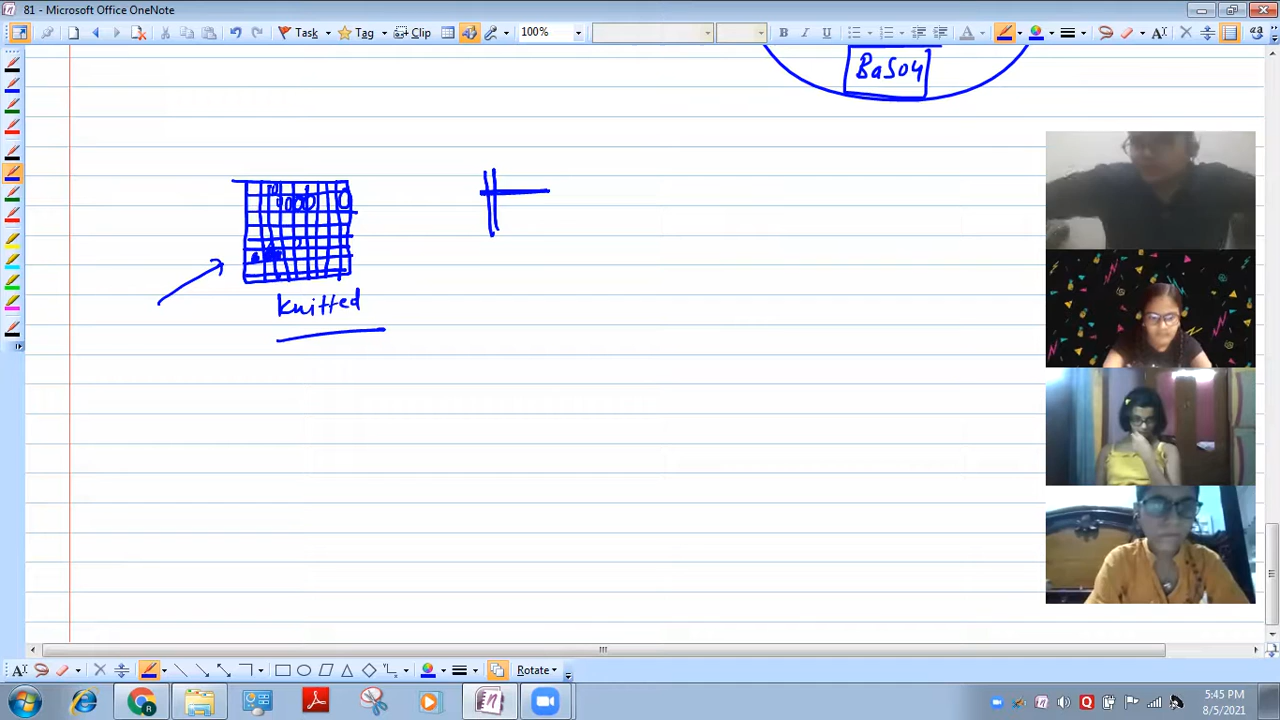 81 - Microsoft Office OneNote
Task
Tag
Clip
100%
B I U
A
BaSO4
knitted
Rotate
5:45 PM
8/5/2021